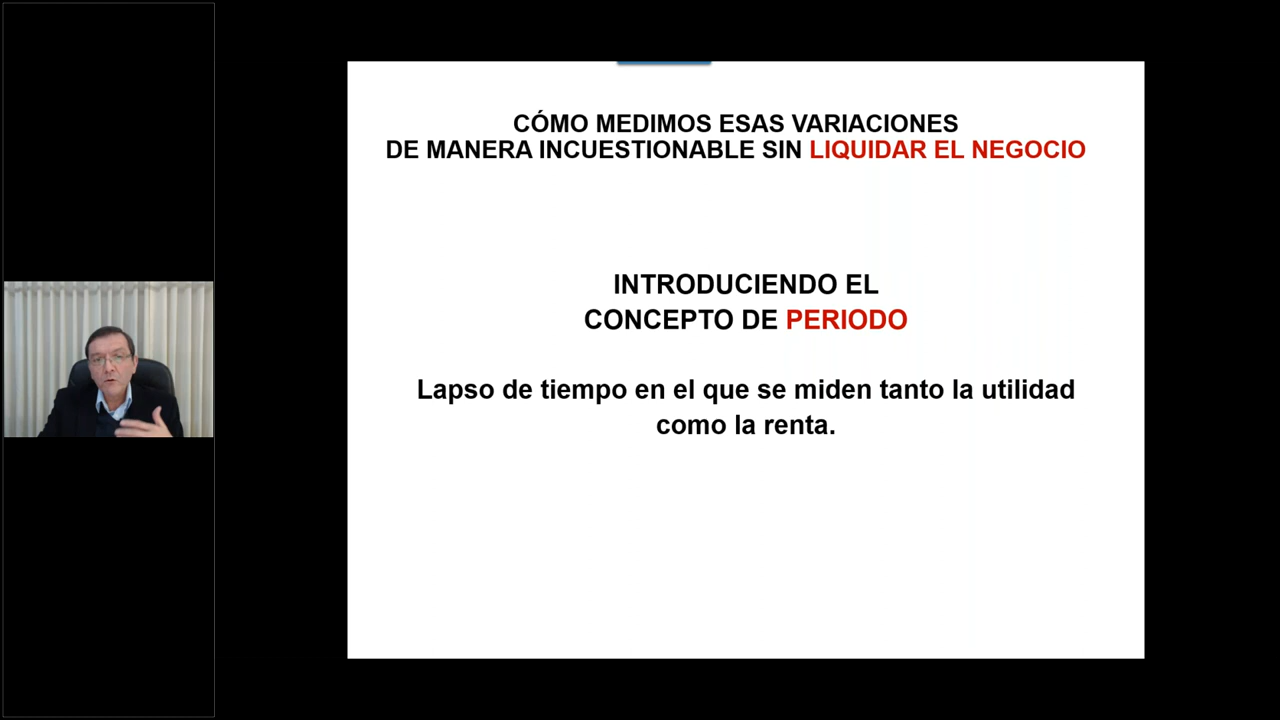 CÓMO MEDIMOS ESAS VARIACIONES
DE MANERA INCUESTIONABLE SIN LIQUIDAR EL NEGOCIO
INTRODUCIENDO EL
CONCEPTO DE PERIODO
Lapso de tiempo en el que se miden tanto la utilidad
como la renta.